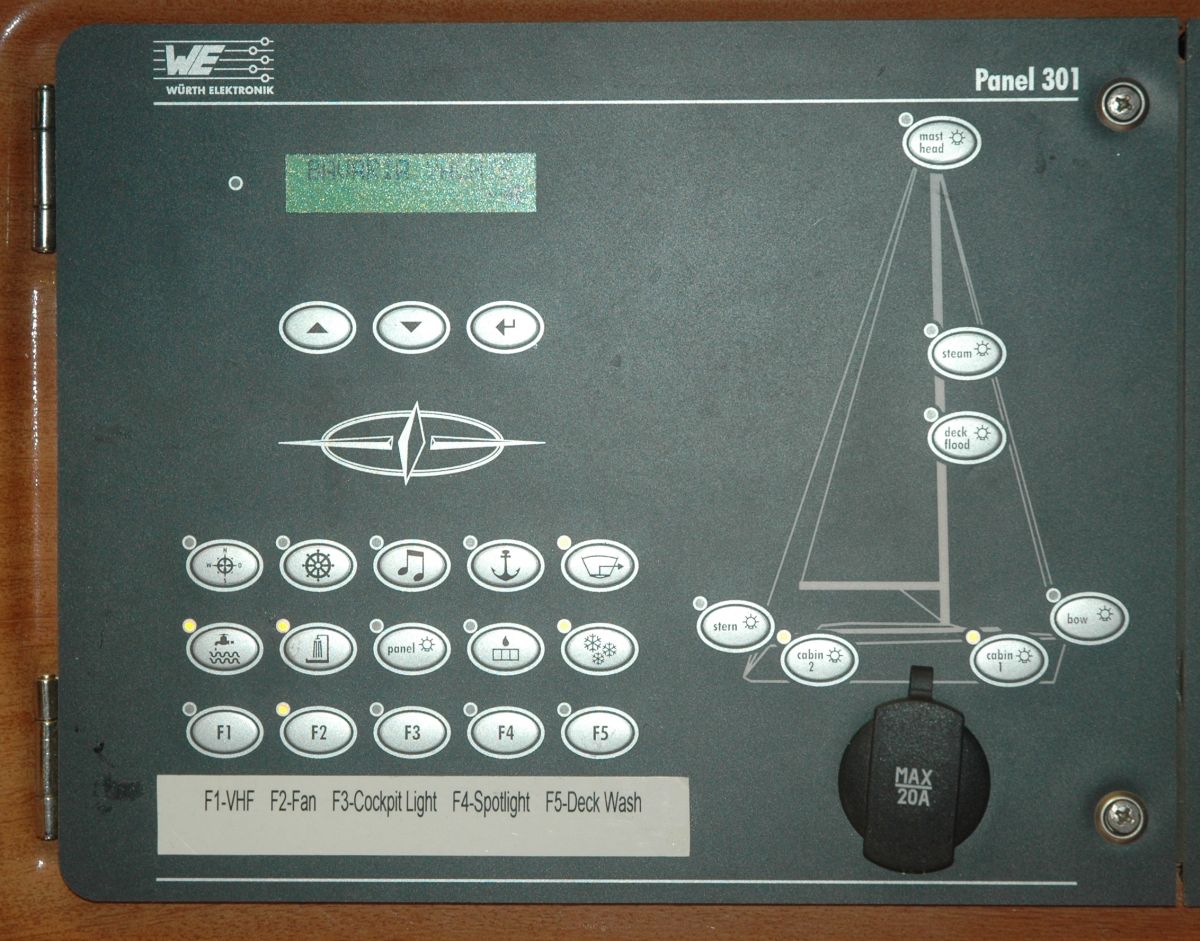 WE
WÜRTH ELEKTRONIK
Panel 301
mast
head
BAVARIA
steam
deck
flood
N
W O
S
stern
cabin
2
cabin
1
bow
panel
F1 F2 F3 F4 F5
MAX
20A
F1-VHF F2-Fan F3-Cockpit Light F4-Spotlight F5-Deck Wash